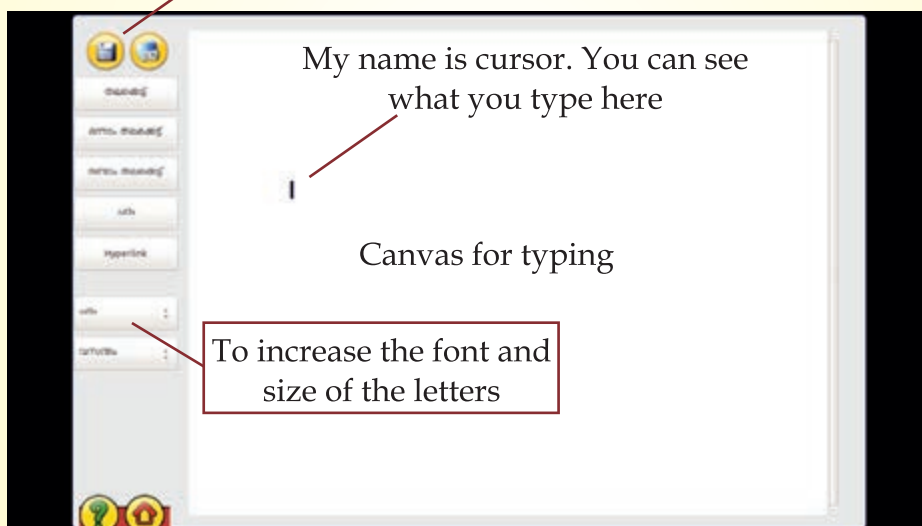 My name is cursor. You can see
what you type here
Hyperlink
Canvas for typing
To increase the font and
size of the letters